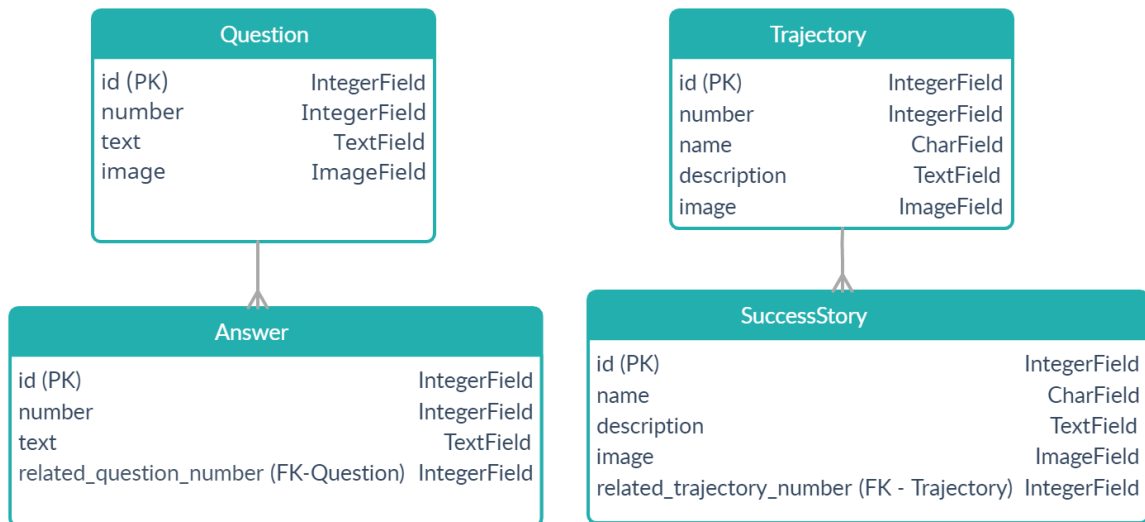 Question
id (PK) IntegerField
number IntegerField
text TextField
image ImageField
Answer
id (PK) IntegerField
number IntegerField
text TextField
related_question_number (FK-Question) IntegerField
Trajectory
id (PK) IntegerField
number IntegerField
name CharField
description TextField
image ImageField
SuccessStory
id (PK) IntegerField
name CharField
description TextField
image ImageField
related_trajectory_number (FK - Trajectory) IntegerField